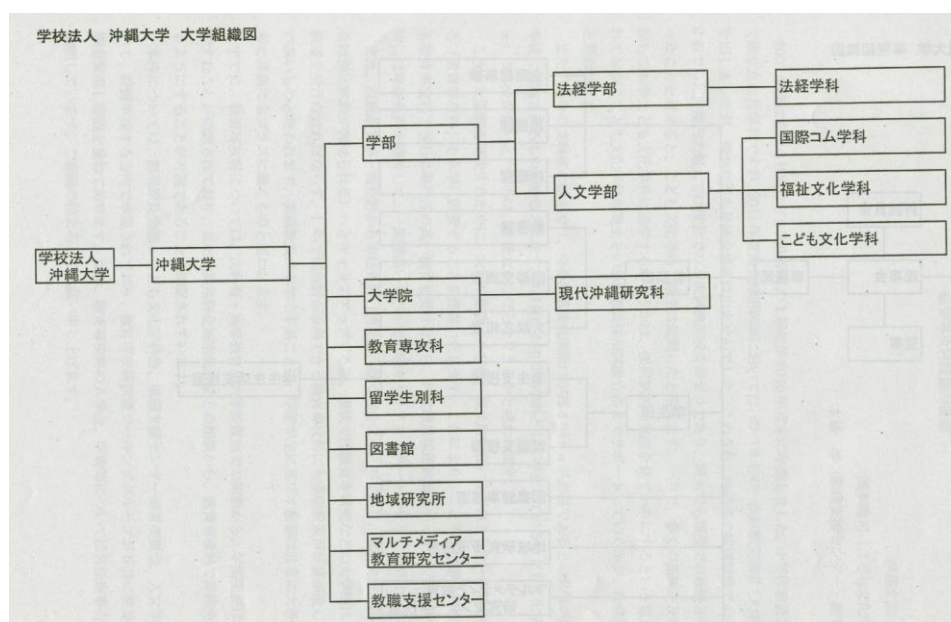 学校法人 沖縄大学 大学組織図
学校法人
沖縄大学
沖縄大学
学部
法経学部
法経学科
人文学部
国際コム学科
福祉文化学科
こども文化学科
大学院
現代沖縄研究科
教育専攻科
留学生別科
図書館
地域研究所
マルチメディア
教育研究センター
教職支援センター